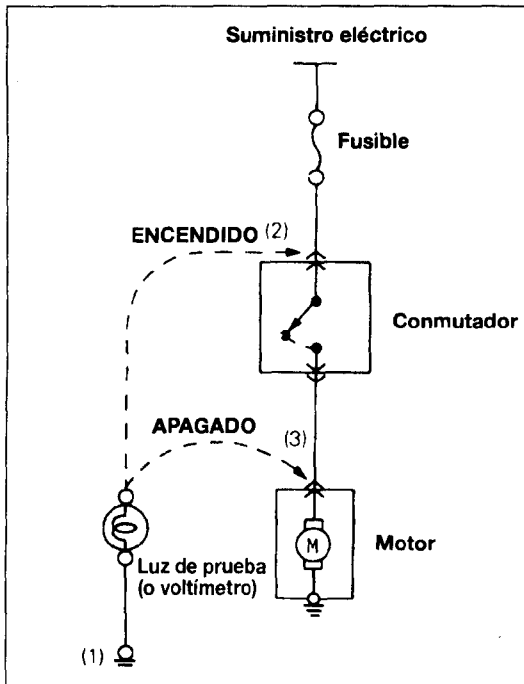 Suministro eléctrico
Fusible
ENCENDIDO (2)
Conmutador
APAGADO (3)
M
Motor
Luz de prueba
(o voltímetro)
(1)